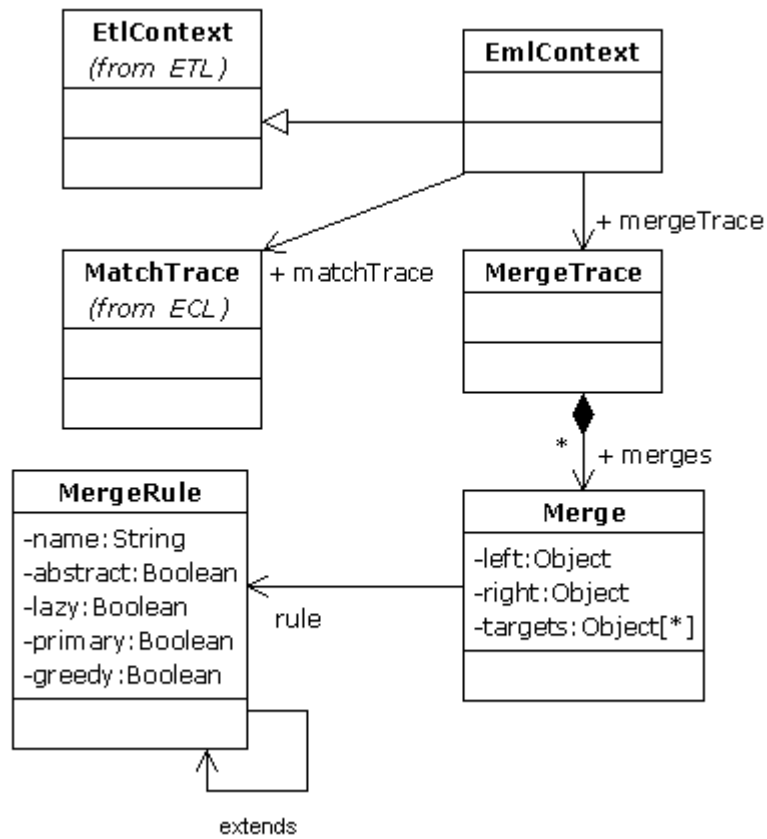 EtlContext
(from ETL)
EmlContext
+ mergeTrace
MatchTrace
(from ECL)
+ matchTrace
MergeTrace
*
+ merges
MergeRule
-name:String
-abstract:Boolean
-lazy:Boolean
-primary:Boolean
-greedy:Boolean
rule
Merge
-left:Object
-right:Object
-targets:Object[*]
extends